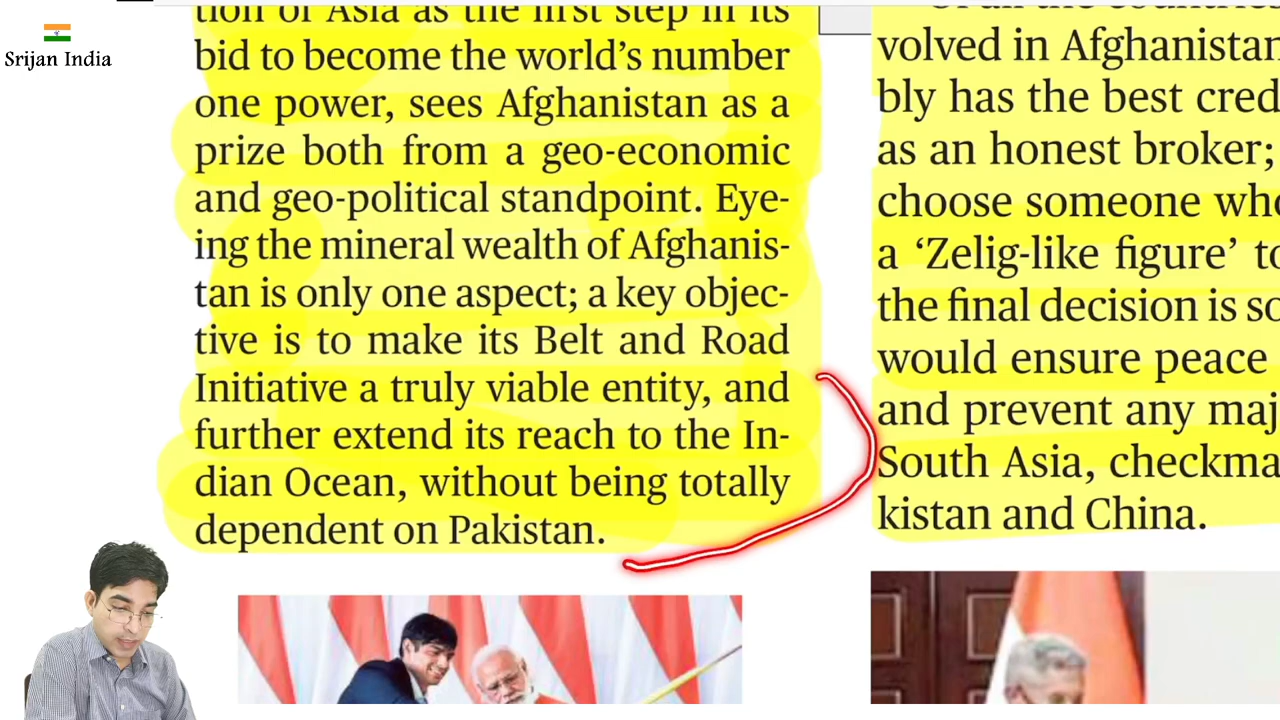 Srijan India
tion of Asia as the first step in its
bid to become the world's number
one power, sees Afghanistan as a
prize both from a geo-economic
and geo-political standpoint. Eye-
ing the mineral wealth of Afghanis-
tan is only one aspect; a key objec-
tive is to make its Belt and Road
Initiative a truly viable entity, and
further extend its reach to the In-
dian Ocean, without being totally
dependent on Pakistan.
Of all the countries
volved in Afghanistan
bly has the best cred
as an honest broker;
choose someone who
a ‘Zelig-like figure’ to
the final decision is so
would ensure peace
and prevent any maj
South Asia, checkma
kistan and China.